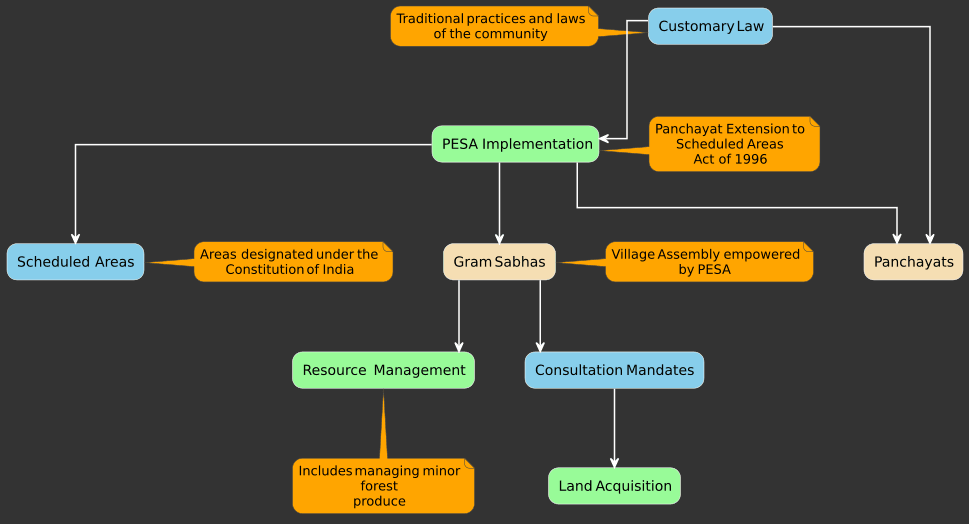 Traditional practices and laws
of the community
Customary Law
PESA Implementation
Panchayat Extension to
Scheduled Areas
Act of 1996
Scheduled Areas
Areas designated under the
Constitution of India
Gram Sabhas
Village Assembly empowered
by PESA
Panchayats
Resource Management
Consultation Mandates
Includes managing minor
forest
produce
Land Acquisition